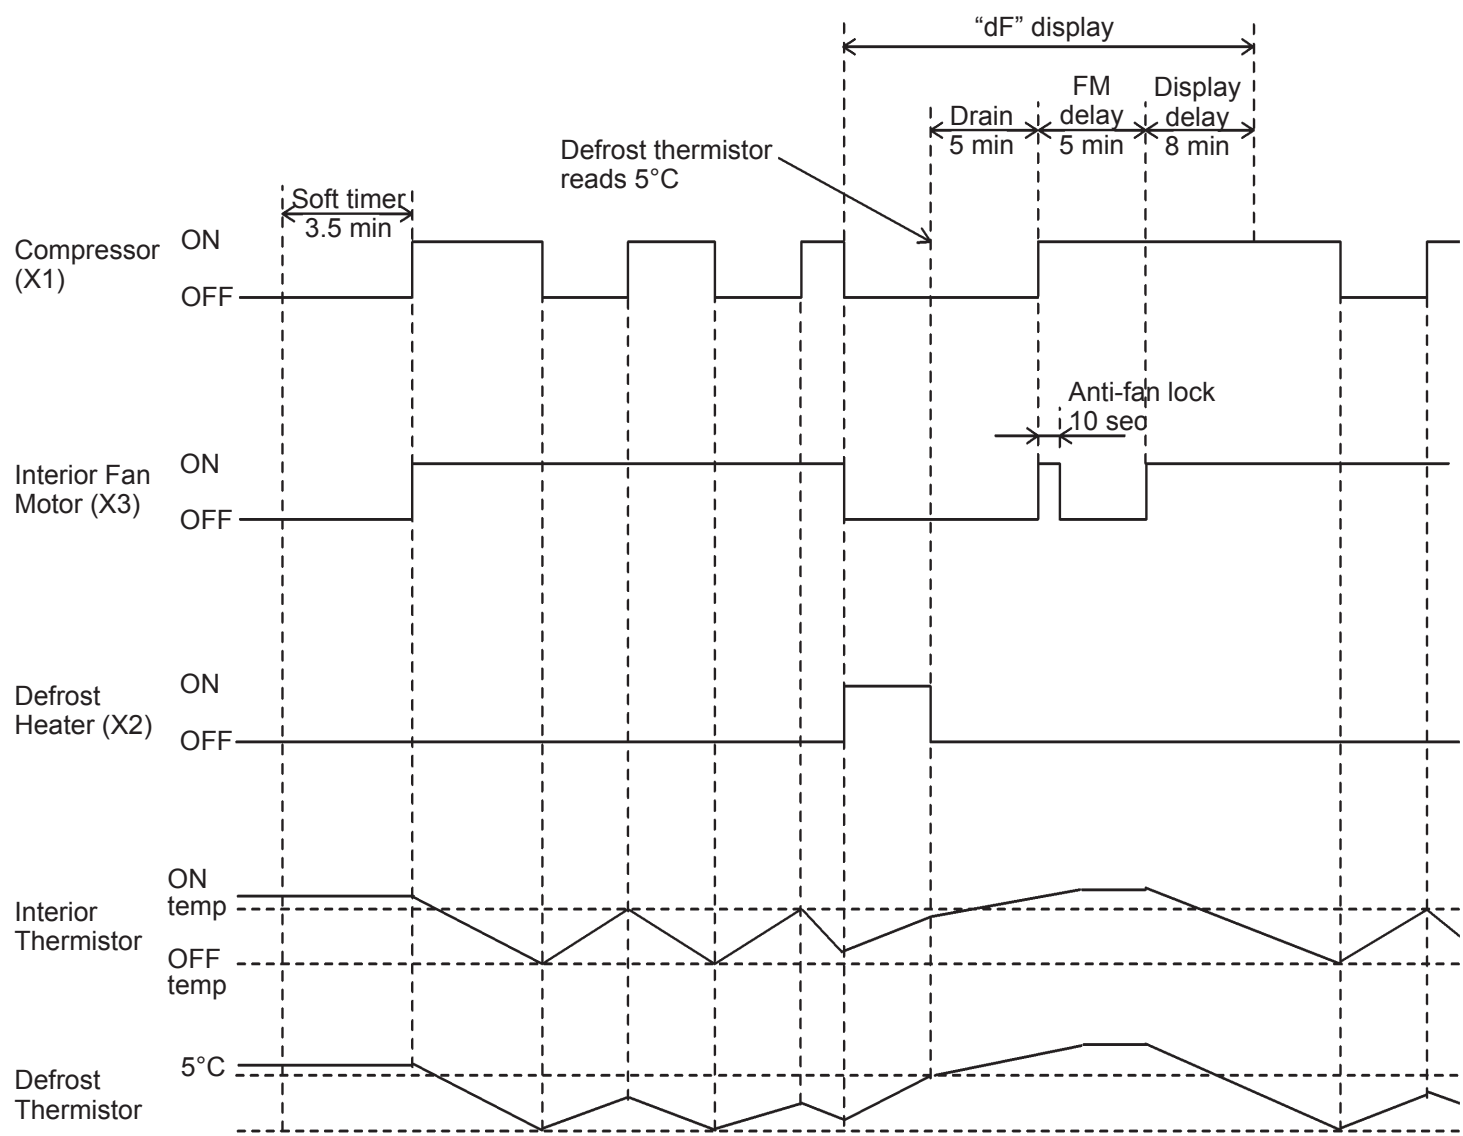 “dF” display
FM
delay
5 min
Display
delay
8 min
Drain
5 min
Defrost thermistor
reads 5°C
Soft timer
3.5 min
Compressor
(X1)
ON
OFF
Anti-fan lock
10 sec
Interior Fan
Motor (X3)
ON
OFF
Defrost
Heater (X2)
ON
OFF
Interior
Thermistor
ON
temp
OFF
temp
Defrost
Thermistor
5°C